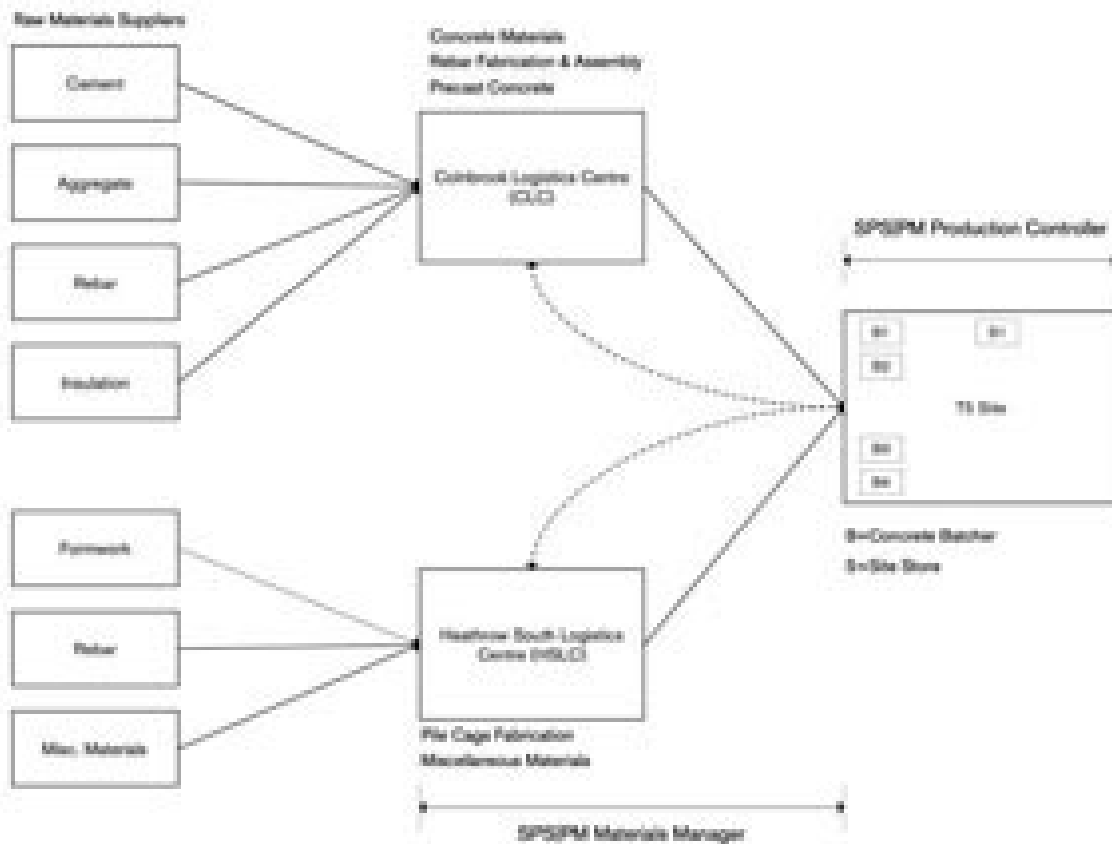 Raw Materials Suppliers
Cement
Aggregate
Rebar
Insulation
Formwork
Rebar
Misc. Materials
Concrete Materials
Rebar Fabrication & Assembly
Precast Concrete
Colnbrook Logistics Centre
(CLC)
Heathrow South Logistics
Centre (HSLC)
Pile Cage Fabrication
Miscellaneous Materials
SPS|PM Materials Manager
SPS|PM Production Controller
B1
B2
T5 Site
B=Concrete Batcher
S=Site Store